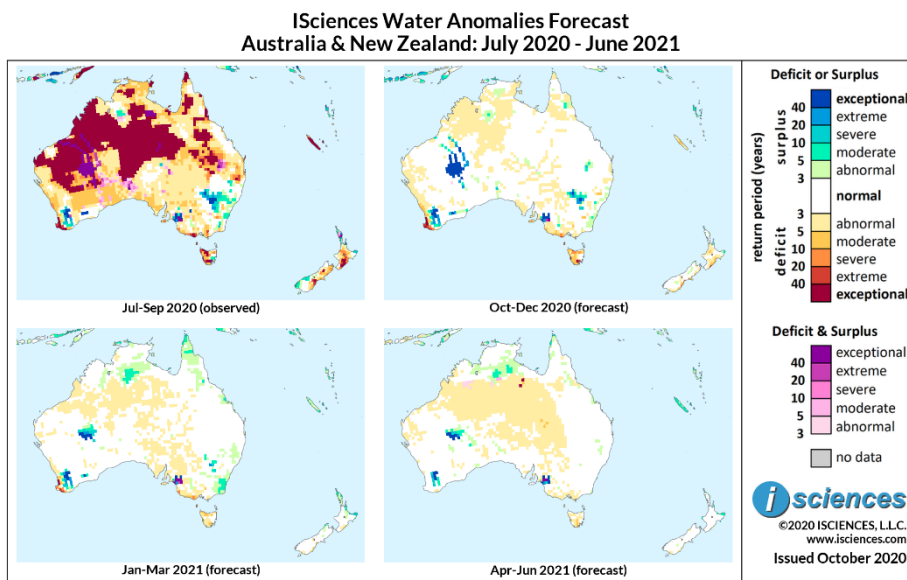 ISciences Water Anomalies Forecast
Australia & New Zealand: July 2020 - June 2021
Jul-Sep 2020 (observed)
Oct-Dec 2020 (forecast)
Jan-Mar 2021 (forecast)
Apr-Jun 2021 (forecast)
Deficit or Surplus
return period (years)
surplus
deficit
40 exceptional
20 extreme
10 severe
5 moderate
3 abnormal
normal
3 abnormal
5 moderate
10 severe
20 extreme
40 exceptional
Deficit & Surplus
40 exceptional
20 extreme
10 severe
5 moderate
3 abnormal
no data
i sciences
©2020 ISCIENCES, L.L.C.
www.isciences.com
Issued October 2020